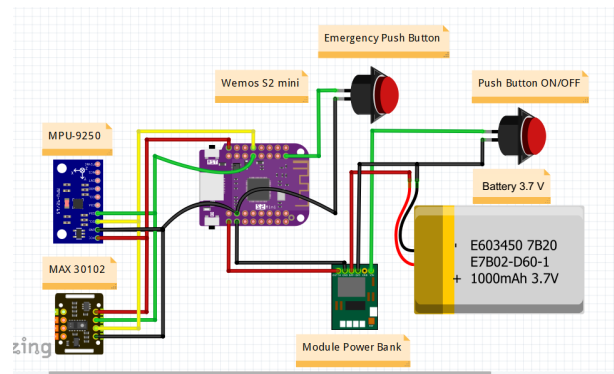 Emergency Push Button
Wemos S2 mini
Push Button ON/OFF
MPU-9250
Battery 3.7 V
E603450 7B20
E7B02-D60-1
+ 1000mAh 3.7V
MAX 30102
S2
zing
Module Power Bank